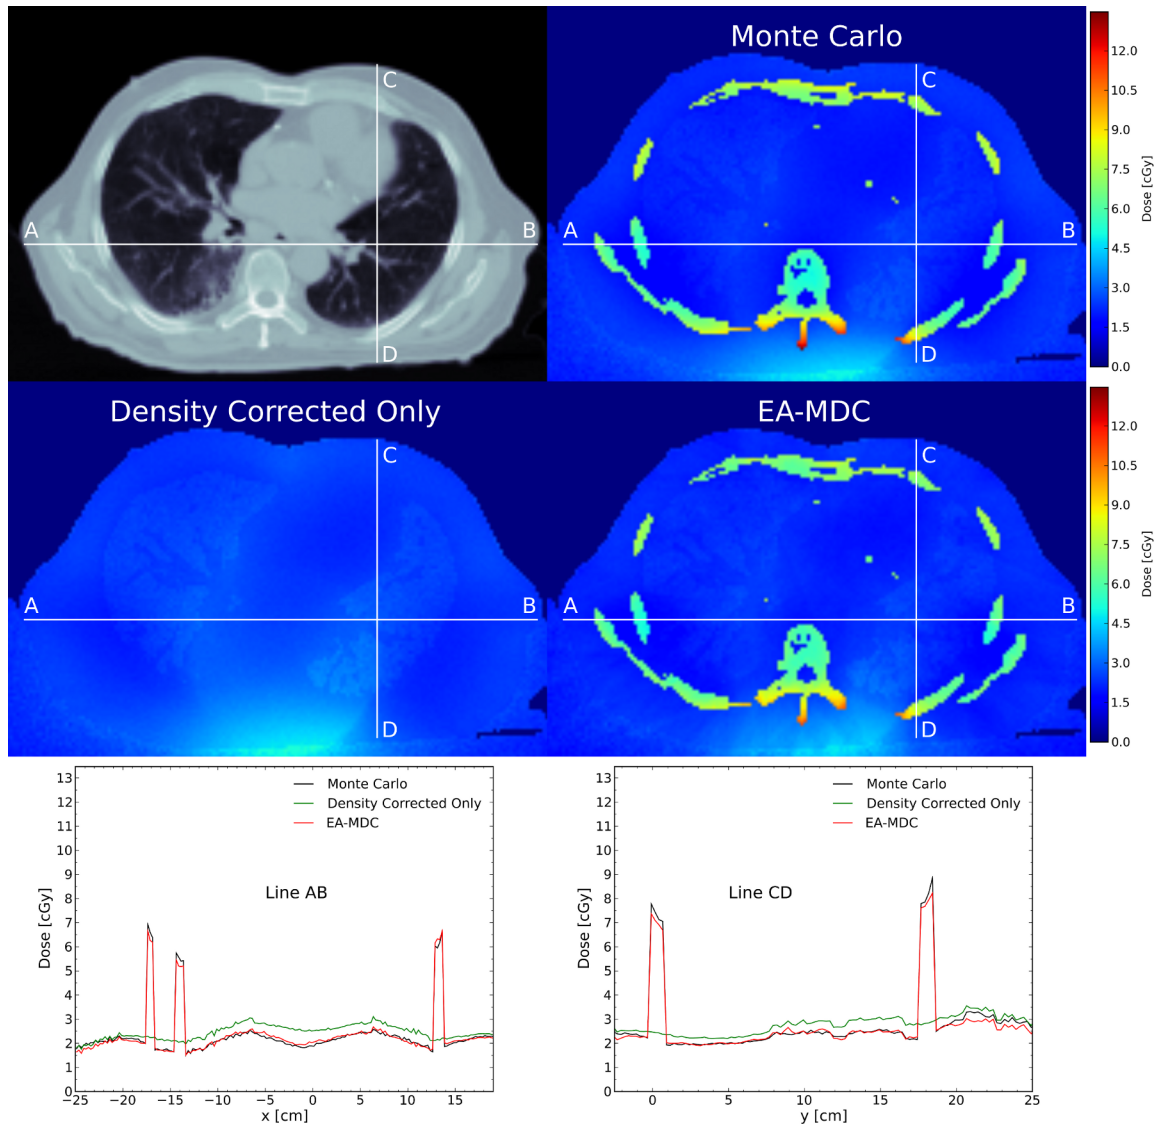 Monte Carlo
C
A
B
D
C
A
B
D
12.0
10.5
9.0
7.5
6.0
4.5
3.0
1.5
0.0
Dose [cGy]
Density Corrected Only
EA-MDC
C
A
B
D
C
A
B
D
12.0
10.5
9.0
7.5
6.0
4.5
3.0
1.5
0.0
Dose [cGy]
13
12
11
10
9
8
7
6
5
4
3
2
1
0
Dose [cGy]
Monte Carlo
Density Corrected Only
EA-MDC
Line AB
−25 −20 −15 −10 −5 0 5 10 15
x [cm]
13
12
11
10
9
8
7
6
5
4
3
2
1
0
Dose [cGy]
Monte Carlo
Density Corrected Only
EA-MDC
Line CD
0 5 10 15 20 25
y [cm]